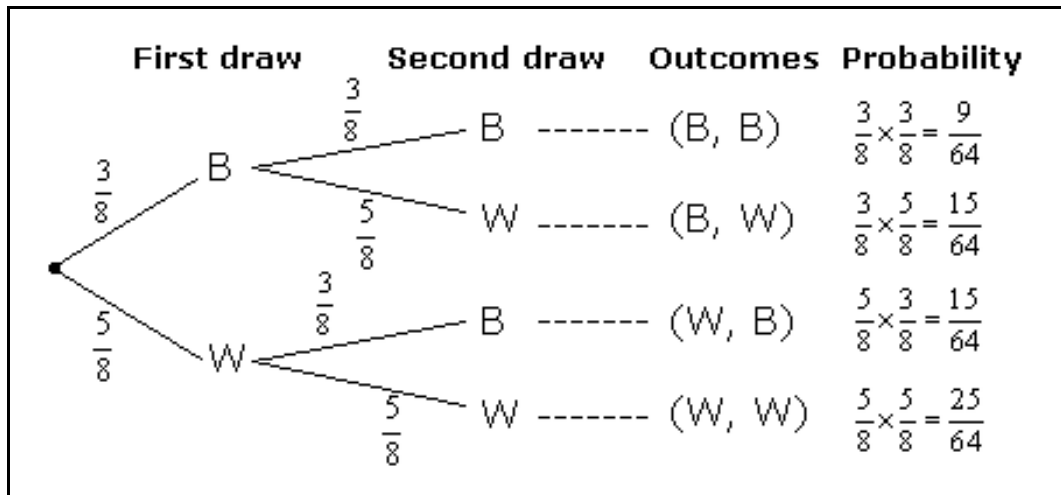 First draw Second draw Outcomes Probability
3/8 B ------- (B, B) 3/8 × 3/8 = 9/64
3/8 B
5/8 W ------- (B, W) 3/8 × 5/8 = 15/64
3/8 B ------- (W, B) 5/8 × 3/8 = 15/64
5/8 W
5/8 W ------- (W, W) 5/8 × 5/8 = 25/64